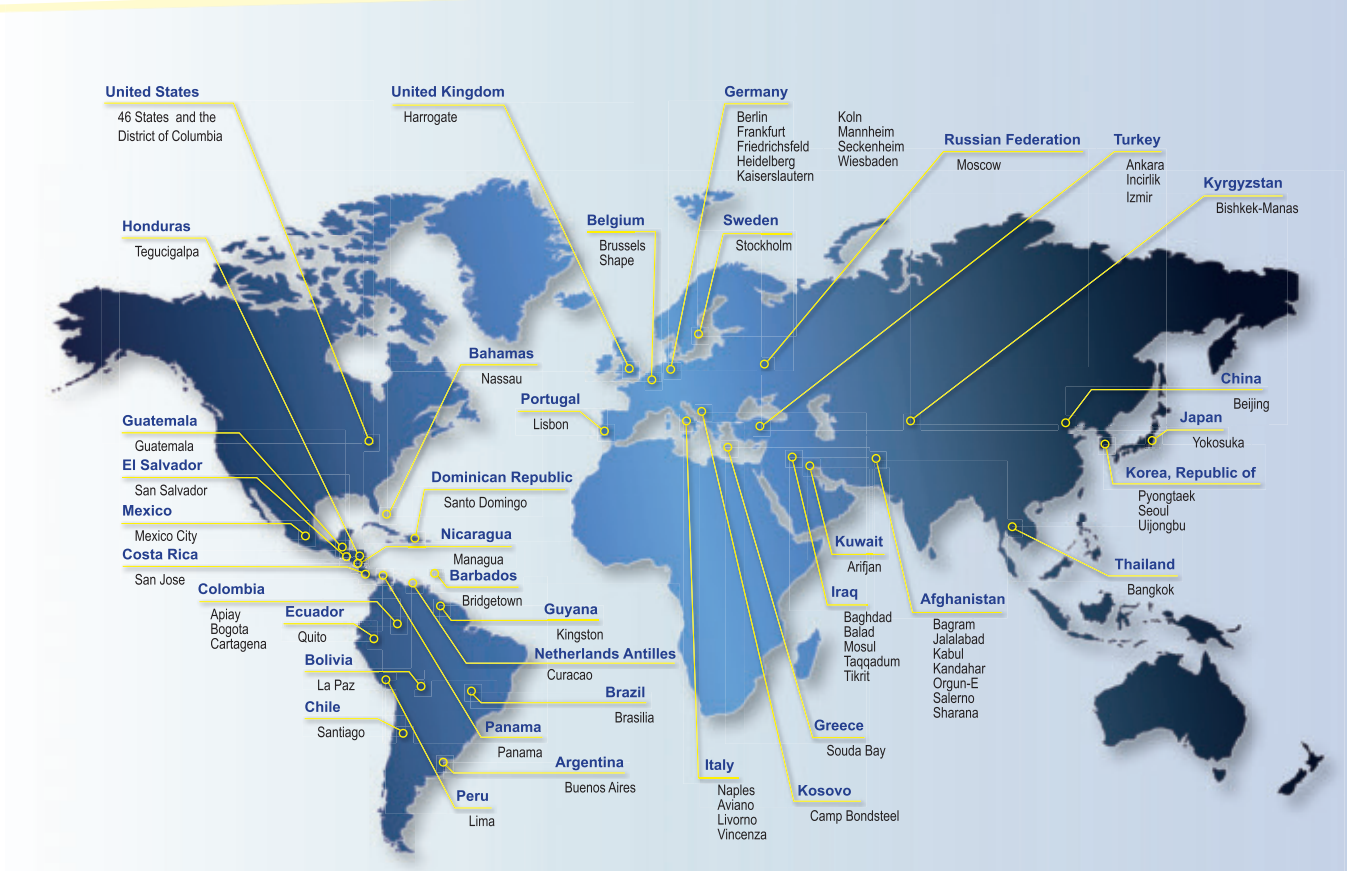 United States
46 States and the
District of Columbia
United Kingdom
Harrogate
Germany
Berlin
Frankfurt
Friedrichsfeld
Heidelberg
Kaiserslautern
Koln
Mannheim
Seckenheim
Wiesbaden
Russian Federation
Moscow
Turkey
Ankara
Incirlik
Izmir
Kyrgyzstan
Bishkek-Manas
Honduras
Tegucigalpa
Belgium
Brussels
Shape
Sweden
Stockholm
Bahamas
Nassau
Portugal
Lisbon
China
Beijing
Japan
Yokosuka
Korea, Republic of
Pyongtaek
Seoul
Uijongbu
Guatemala
Guatemala
El Salvador
San Salvador
Mexico
Mexico City
Costa Rica
San Jose
Dominican Republic
Santo Domingo
Nicaragua
Managua
Barbados
Bridgetown
Colombia
Apiay
Bogota
Cartagena
Ecuador
Quito
Guyana
Kingston
Netherlands Antilles
Curacao
Bolivia
La Paz
Brazil
Brasilia
Chile
Santiago
Panama
Panama
Argentina
Buenos Aires
Peru
Lima
Kuwait
Arifjan
Iraq
Baghdad
Balad
Mosul
Taqqadum
Tikrit
Afghanistan
Bagram
Jalalabad
Kabul
Kandahar
Orgun-E
Salerno
Sharana
Thailand
Bangkok
Greece
Souda Bay
Italy
Naples
Aviano
Livorno
Vincenza
Kosovo
Camp Bondsteel